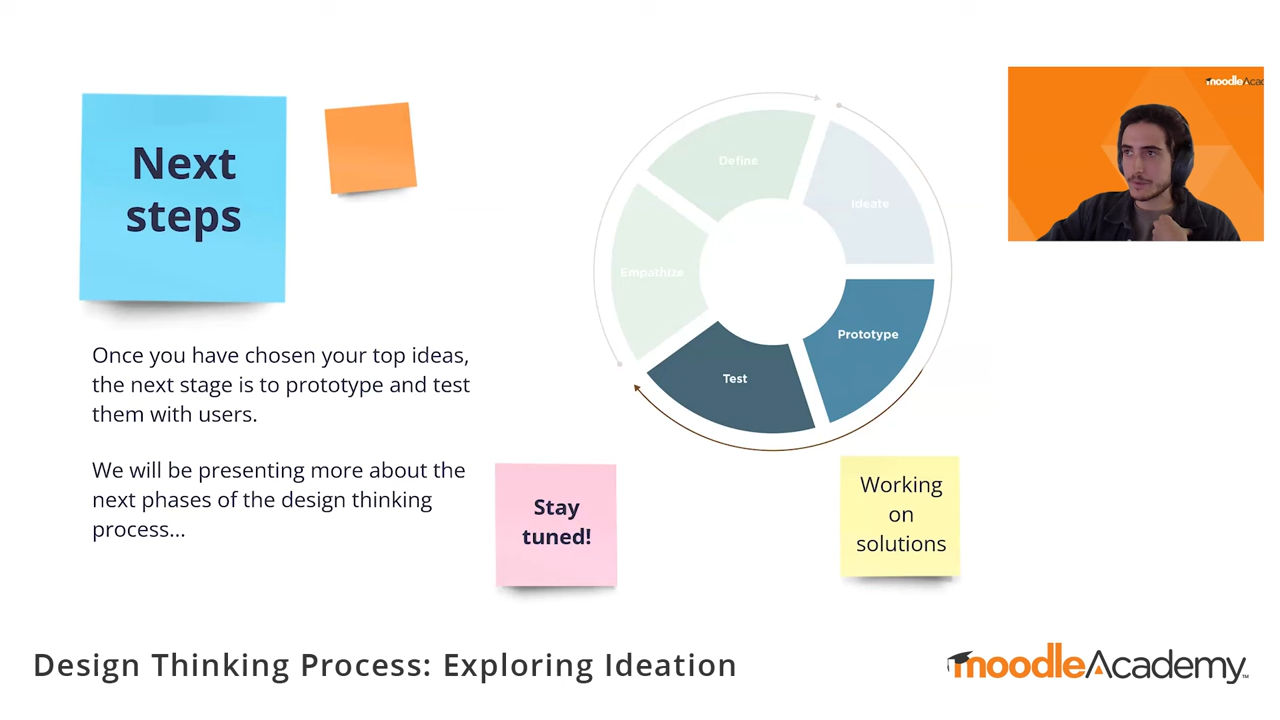 moodleAcad
Next
steps
Define
Ideate
Empathize
Prototype
Test
Once you have chosen your top ideas,
the next stage is to prototype and test
them with users.
We will be presenting more about the
next phases of the design thinking
process...
Stay
tuned!
Working
on
solutions
Design Thinking Process: Exploring Ideation
moodleAcademy™